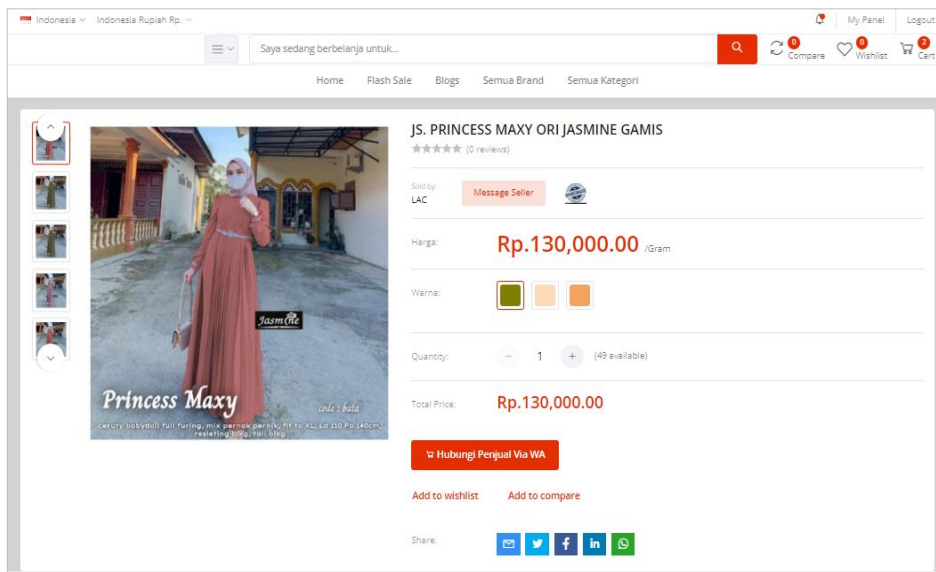 Indonesia Indonesia Rupiah Rp. My Panel Logout
Saya sedang berbelanja untuk... 0 Compare 0 Wishlist 2 Cart
Home Flash Sale Blogs Semua Brand Semua Kategori
JS. PRINCESS MAXY ORI JASMINE GAMIS
(0 reviews)
Sold by:
LAC
Message Seller
Harga: Rp.130,000.00 /Gram
Warna:
Quantity: − 1 + (49 available)
Total Price: Rp.130,000.00
Hubungi Penjual Via WA
Add to wishlist Add to compare
Share:
Jasmine
Princess Maxy
code : bata
ceruty babydoll full furing, mix pernak pernik, fit to XL, Ld 110 Pb 140cm,
resleting blkg, tali blkg